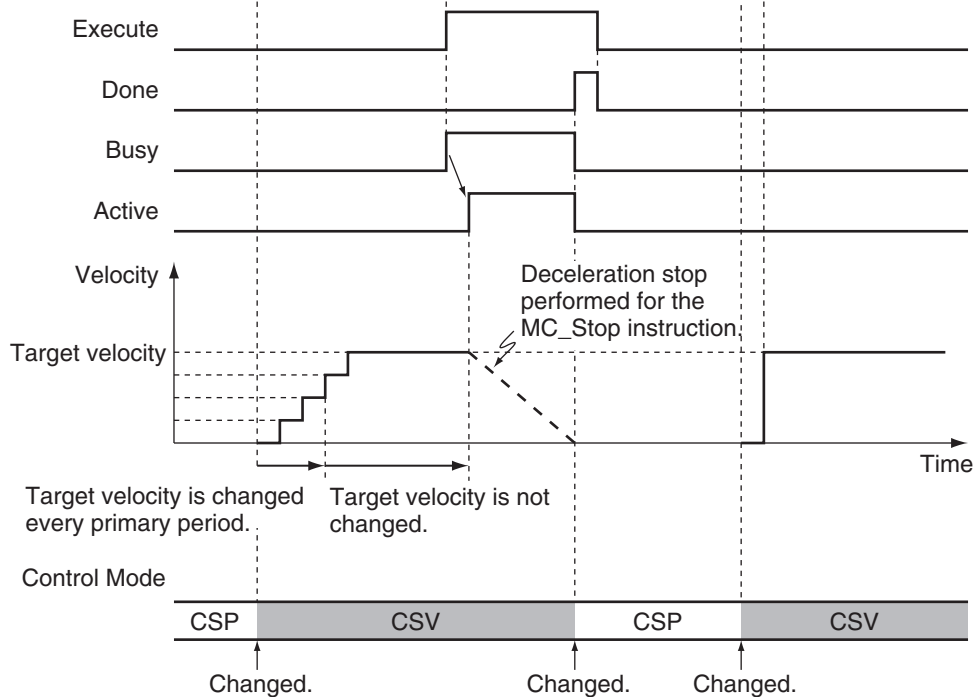 Execute
Done
Busy
Active
Velocity
Deceleration stop
performed for the
MC_Stop instruction.
Target velocity
Time
Target velocity is changed
every primary period.
Target velocity is not
changed.
Control Mode
CSP
CSV
CSP
CSV
Changed.
Changed.
Changed.